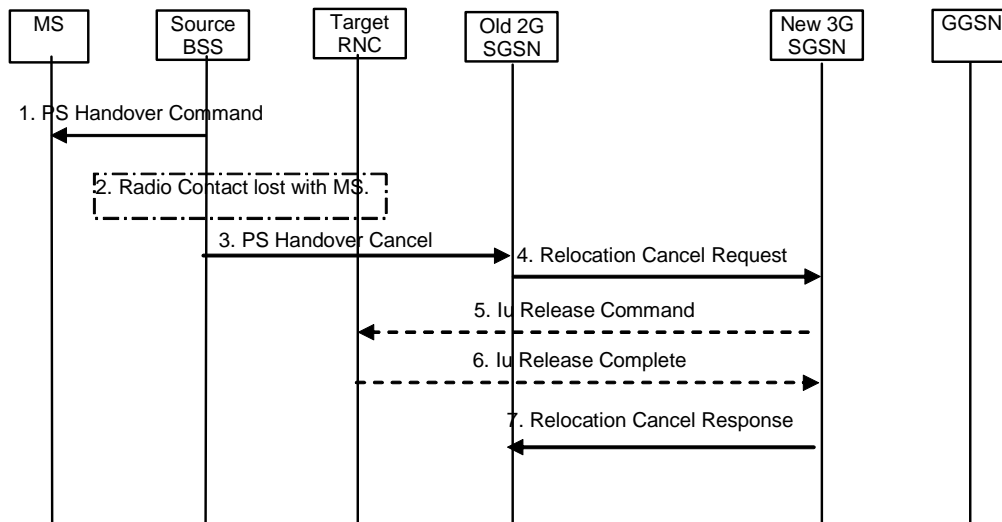 MS
Source
BSS
Target
RNC
Old 2G
SGSN
New 3G
SGSN
GGSN
1. PS Handover Command
2. Radio Contact lost with MS.
3. PS Handover Cancel
4. Relocation Cancel Request
5. Iu Release Command
6. Iu Release Complete
7. Relocation Cancel Response